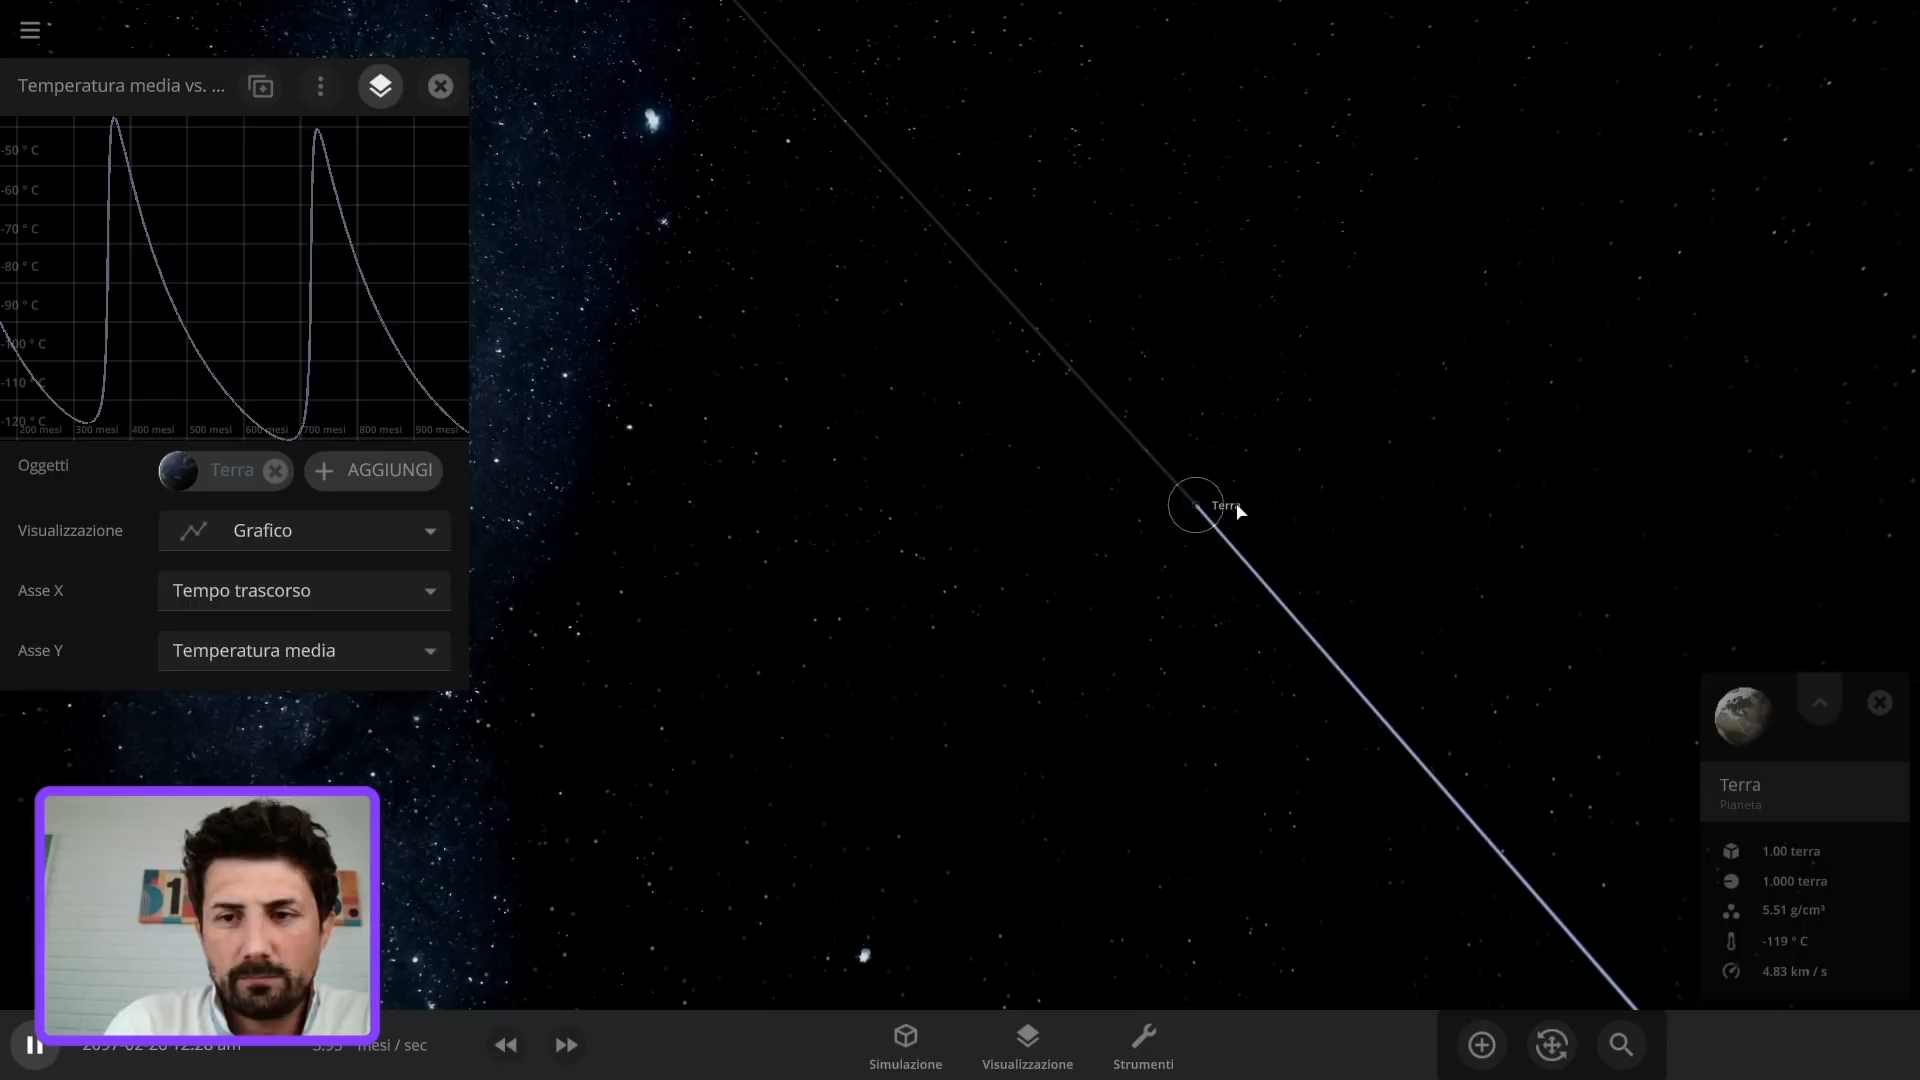 Temperatura media vs. ...
-50 ° C
-60 ° C
-70 ° C
-80 ° C
-90 ° C
-100 ° C
-110 ° C
-120 ° C
200 mesi 300 mesi 400 mesi 500 mesi 600 mesi 700 mesi 800 mesi 900 mesi
Oggetti Terra AGGIUNGI
Visualizzazione Grafico
Asse X Tempo trascorso
Asse Y Temperatura media
Terra
Terra
Pianeta
1.00 terra
1.000 terra
5.51 g/cm³
-119 ° C
4.83 km / s
mesi / sec
Simulazione
Visualizzazione
Strumenti